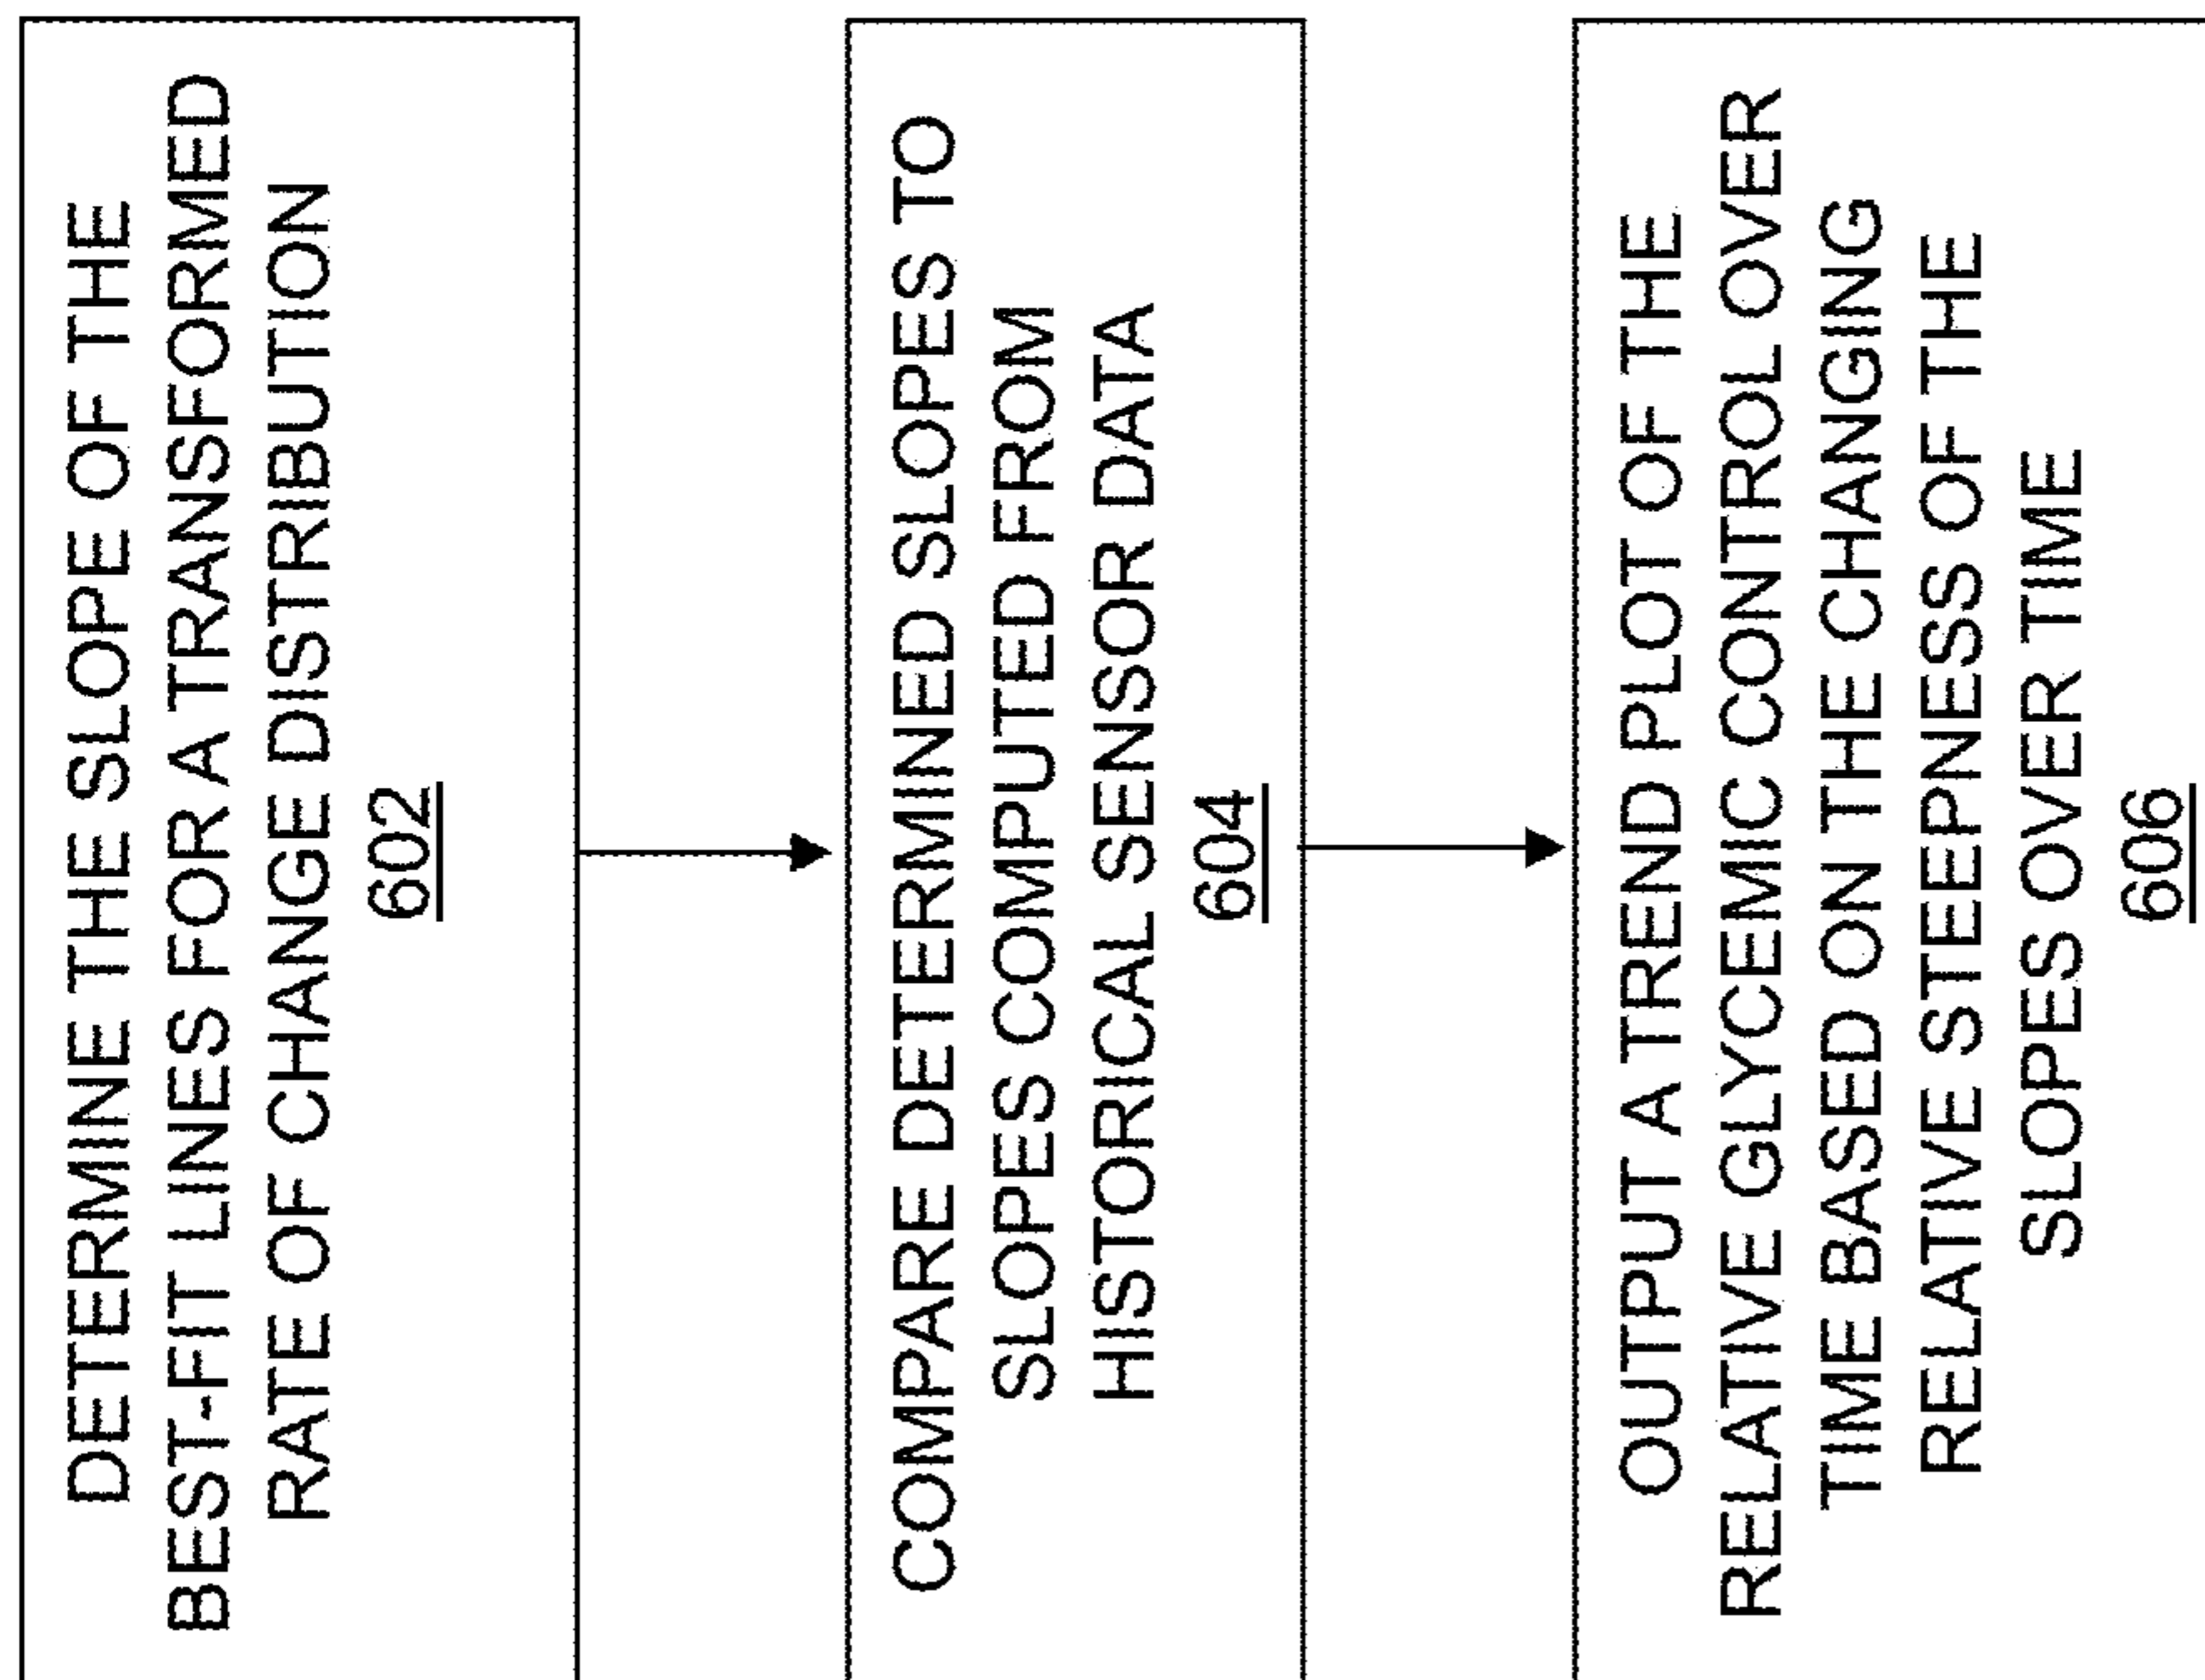 DETERMINE THE SLOPE OF THE
BEST-FIT LINES FOR A TRANSFORMED
RATE OF CHANGE DISTRIBUTION
602
COMPARE DETERMINED SLOPES TO
SLOPES COMPUTED FROM
HISTORICAL SENSOR DATA
604
OUTPUT A TREND PLOT OF THE
RELATIVE GLYCEMIC CONTROL OVER
TIME BASED ON THE CHANGING
RELATIVE STEEPNESS OF THE
SLOPES OVER TIME
606